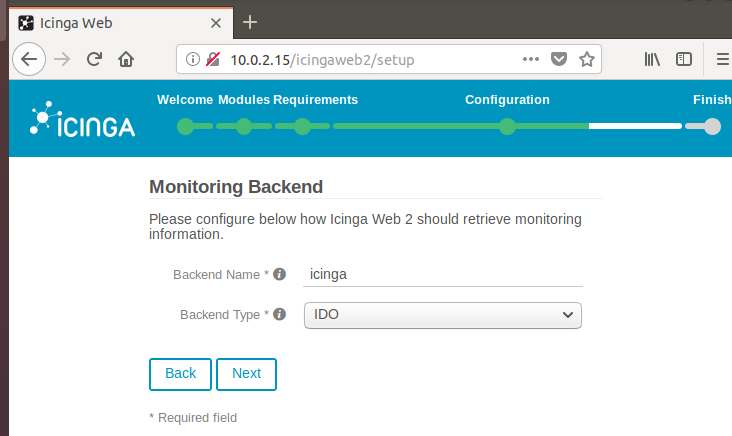 Icinga Web
10.0.2.15/icingaweb2/setup
Welcome Modules Requirements Configuration Finish
ICINGA
Monitoring Backend
Please configure below how Icinga Web 2 should retrieve monitoring
information.
Backend Name * icinga
Backend Type * IDO
Back Next
* Required field